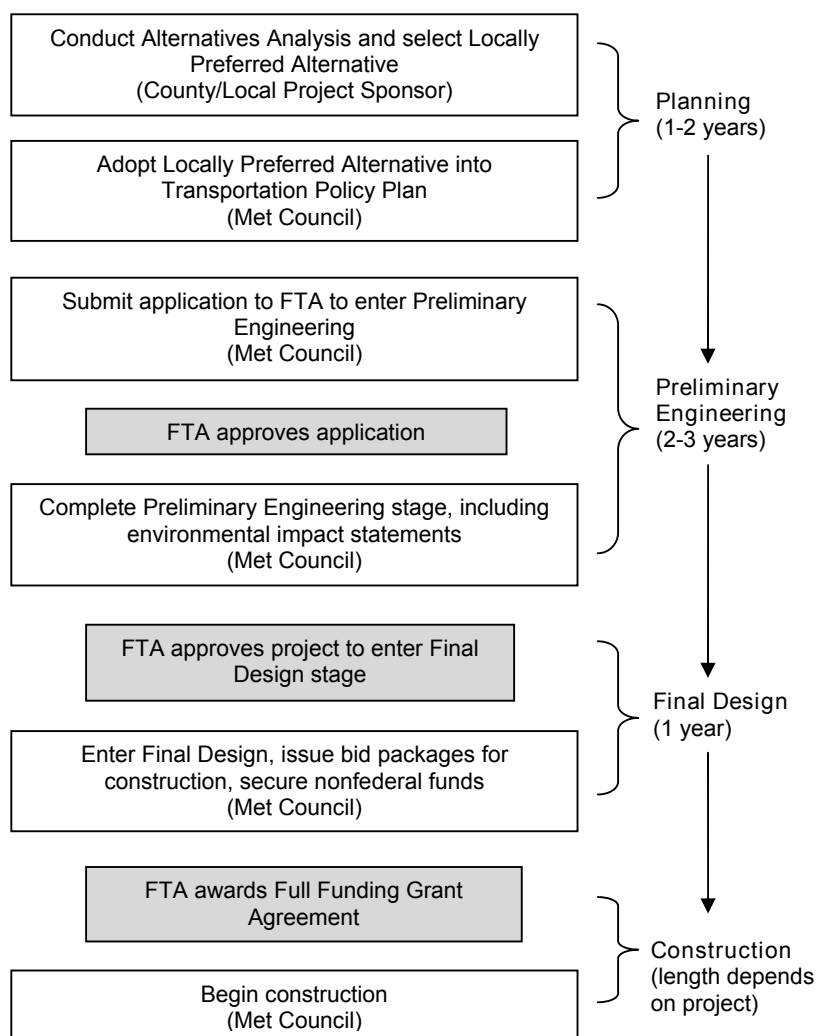 Conduct Alternatives Analysis and select Locally
Preferred Alternative
(County/Local Project Sponsor)
Adopt Locally Preferred Alternative into
Transportation Policy Plan
(Met Council)
Planning
(1-2 years)
Submit application to FTA to enter Preliminary
Engineering
(Met Council)
FTA approves application
Complete Preliminary Engineering stage, including
environmental impact statements
(Met Council)
Preliminary
Engineering
(2-3 years)
FTA approves project to enter Final
Design stage
Enter Final Design, issue bid packages for
construction, secure nonfederal funds
(Met Council)
Final Design
(1 year)
FTA awards Full Funding Grant
Agreement
Begin construction
(Met Council)
Construction
(length depends
on project)